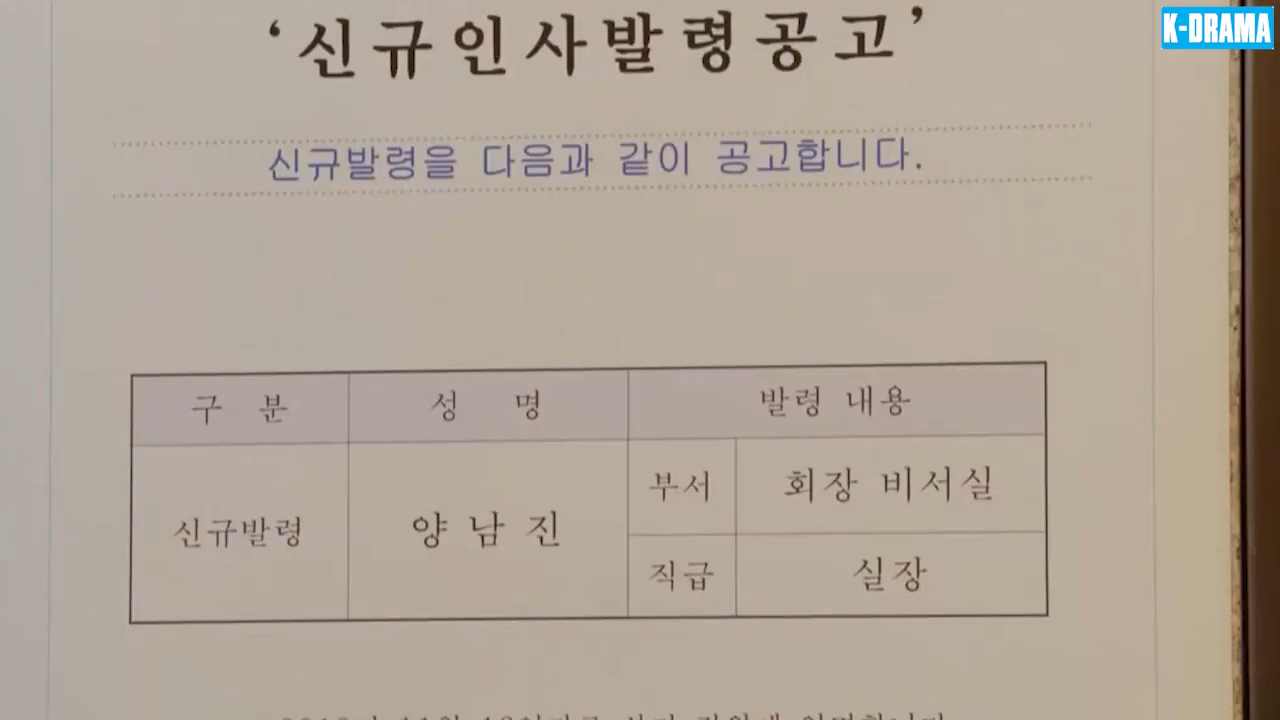 K-DRAMA
‘신규인사발령공고’
신규발령을 다음과 같이 공고합니다.
구 분 성 명 발령 내용
신규발령 양 남 진 부서 회장 비서실
직급 실장